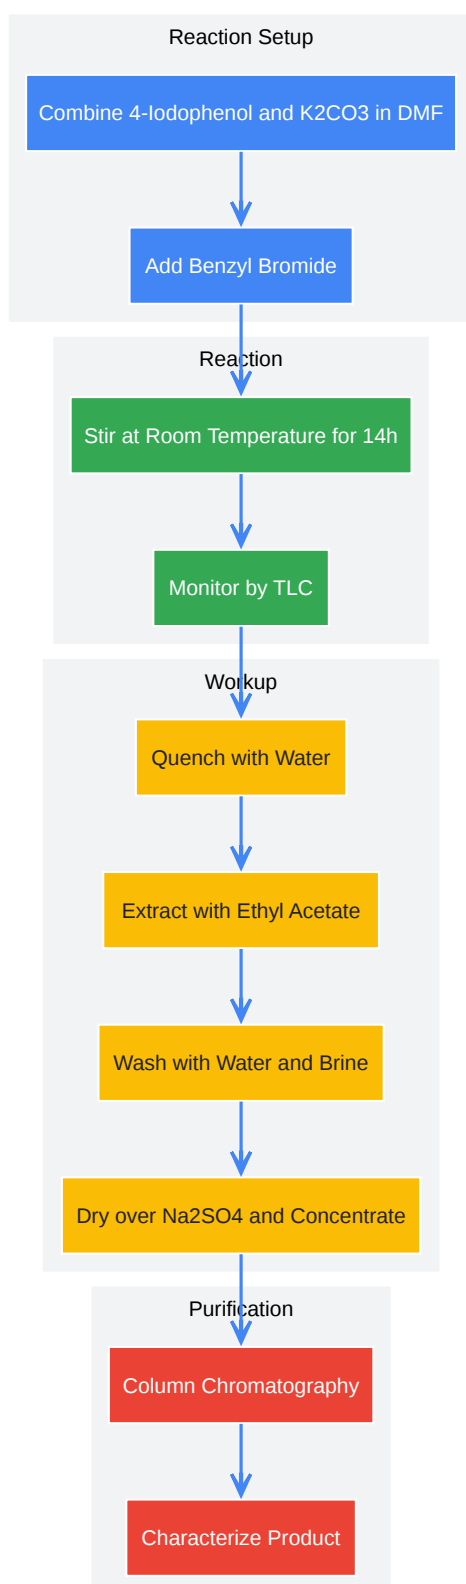 Reaction Setup
Combine 4-Iodophenol and K2CO3 in DMF
Add Benzyl Bromide
Reaction
Stir at Room Temperature for 14h
Monitor by TLC
Workup
Quench with Water
Extract with Ethyl Acetate
Wash with Water and Brine
Dry over Na2SO4 and Concentrate
Purification
Column Chromatography
Characterize Product